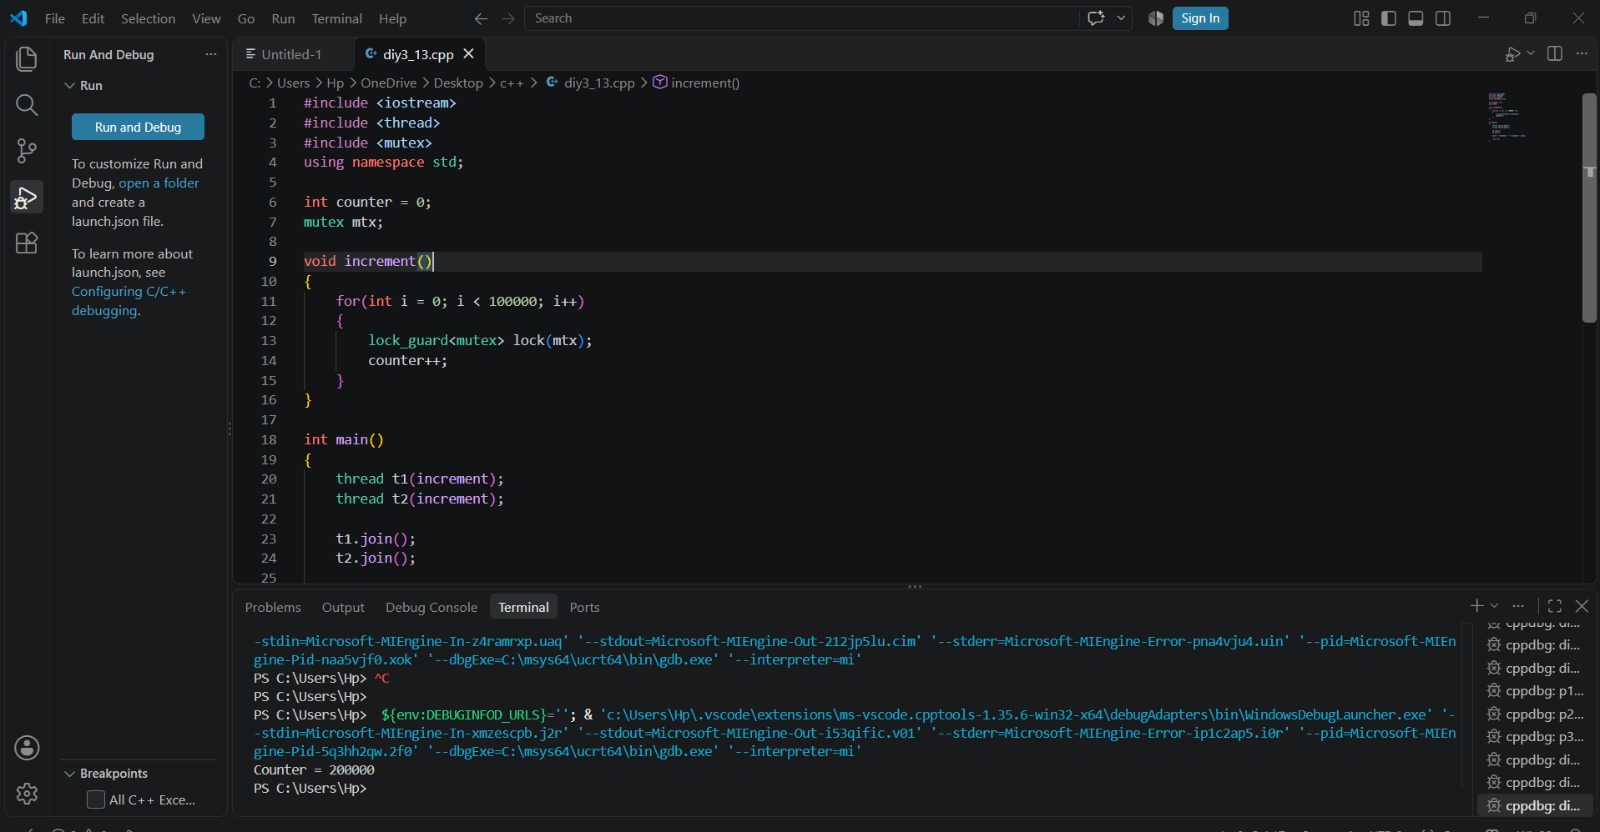 File Edit Selection View Go Run Terminal Help Search Sign In
Run And Debug
Run
Run and Debug
To customize Run and
Debug, open a folder
and create a
launch.json file.
To learn more about
launch.json, see
Configuring C/C++
debugging.
Breakpoints
All C++ Exce...
Untitled-1 diy3_13.cpp
C: > Users > Hp > OneDrive > Desktop > c++ > diy3_13.cpp > increment()
1 #include <iostream>
2 #include <thread>
3 #include <mutex>
4 using namespace std;
5
6 int counter = 0;
7 mutex mtx;
8
9 void increment()
10 {
11 for(int i = 0; i < 100000; i++)
12 {
13 lock_guard<mutex> lock(mtx);
14 counter++;
15 }
16 }
17
18 int main()
19 {
20 thread t1(increment);
21 thread t2(increment);
22
23 t1.join();
24 t2.join();
25
Problems Output Debug Console Terminal Ports
-stdin=Microsoft-MIEngine-In-z4ramrxp.uaq' '--stdout=Microsoft-MIEngine-Out-212jp5lu.cim' '--stderr=Microsoft-MIEngine-Error-pna4vju4.uin' '--pid=Microsoft-MIEn
gine-Pid-naa5vjf0.xok' '--dbgExe=C:\msys64\ucrt64\bin\gdb.exe' '--interpreter=mi'
PS C:\Users\Hp> ^C
PS C:\Users\Hp>
PS C:\Users\Hp> ${env:DEBUGINFOD_URLS}=''; & 'c:\Users\Hp\.vscode\extensions\ms-vscode.cpptools-1.35.6-win32-x64\debugAdapters\bin\WindowsDebugLauncher.exe' '-
-stdin=Microsoft-MIEngine-In-xmzescpb.j2r' '--stdout=Microsoft-MIEngine-Out-i53qific.v01' '--stderr=Microsoft-MIEngine-Error-ip1c2ap5.i0r' '--pid=Microsoft-MIEn
gine-Pid-5q3hh2qw.2f0' '--dbgExe=C:\msys64\ucrt64\bin\gdb.exe' '--interpreter=mi'
Counter = 200000
PS C:\Users\Hp>
cppdbg: di...
cppdbg: di...
cppdbg: di...
cppdbg: p1...
cppdbg: p2...
cppdbg: p3...
cppdbg: di...
cppdbg: di...
cppdbg: di...